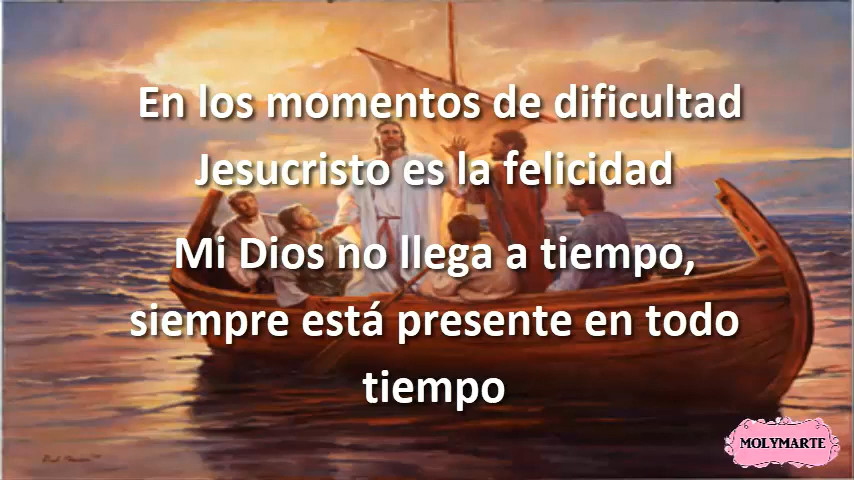 En los momentos de dificultad
Jesucristo es la felicidad
Mi Dios no llega a tiempo,
siempre está presente en todo
tiempo
MOLYMARTE